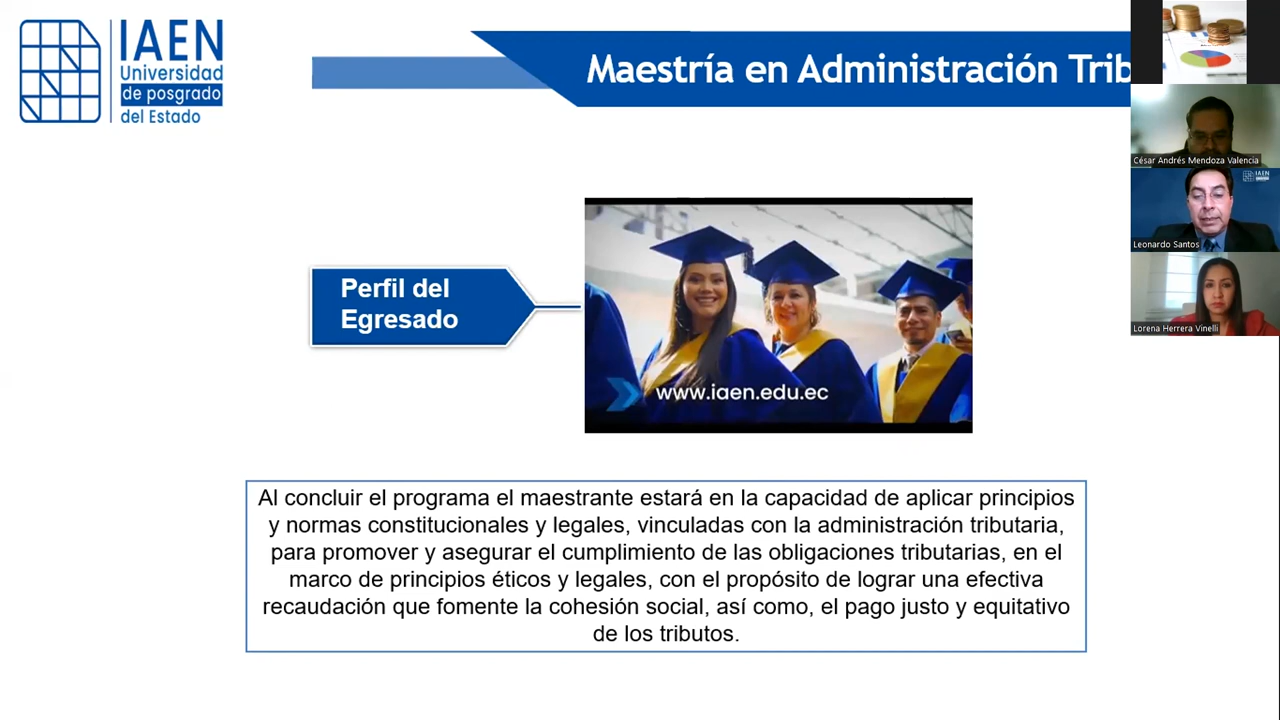 IAEN
Universidad
de posgrado
del Estado
Maestría en Administración Trib
César Andrés Mendoza Valencia
IAEN
Leonardo Santos
Lorena Herrera Vinelli
Perfil del
Egresado
www.iaen.edu.ec
Al concluir el programa el maestrante estará en la capacidad de aplicar principios
y normas constitucionales y legales, vinculadas con la administración tributaria,
para promover y asegurar el cumplimiento de las obligaciones tributarias, en el
marco de principios éticos y legales, con el propósito de lograr una efectiva
recaudación que fomente la cohesión social, así como, el pago justo y equitativo
de los tributos.